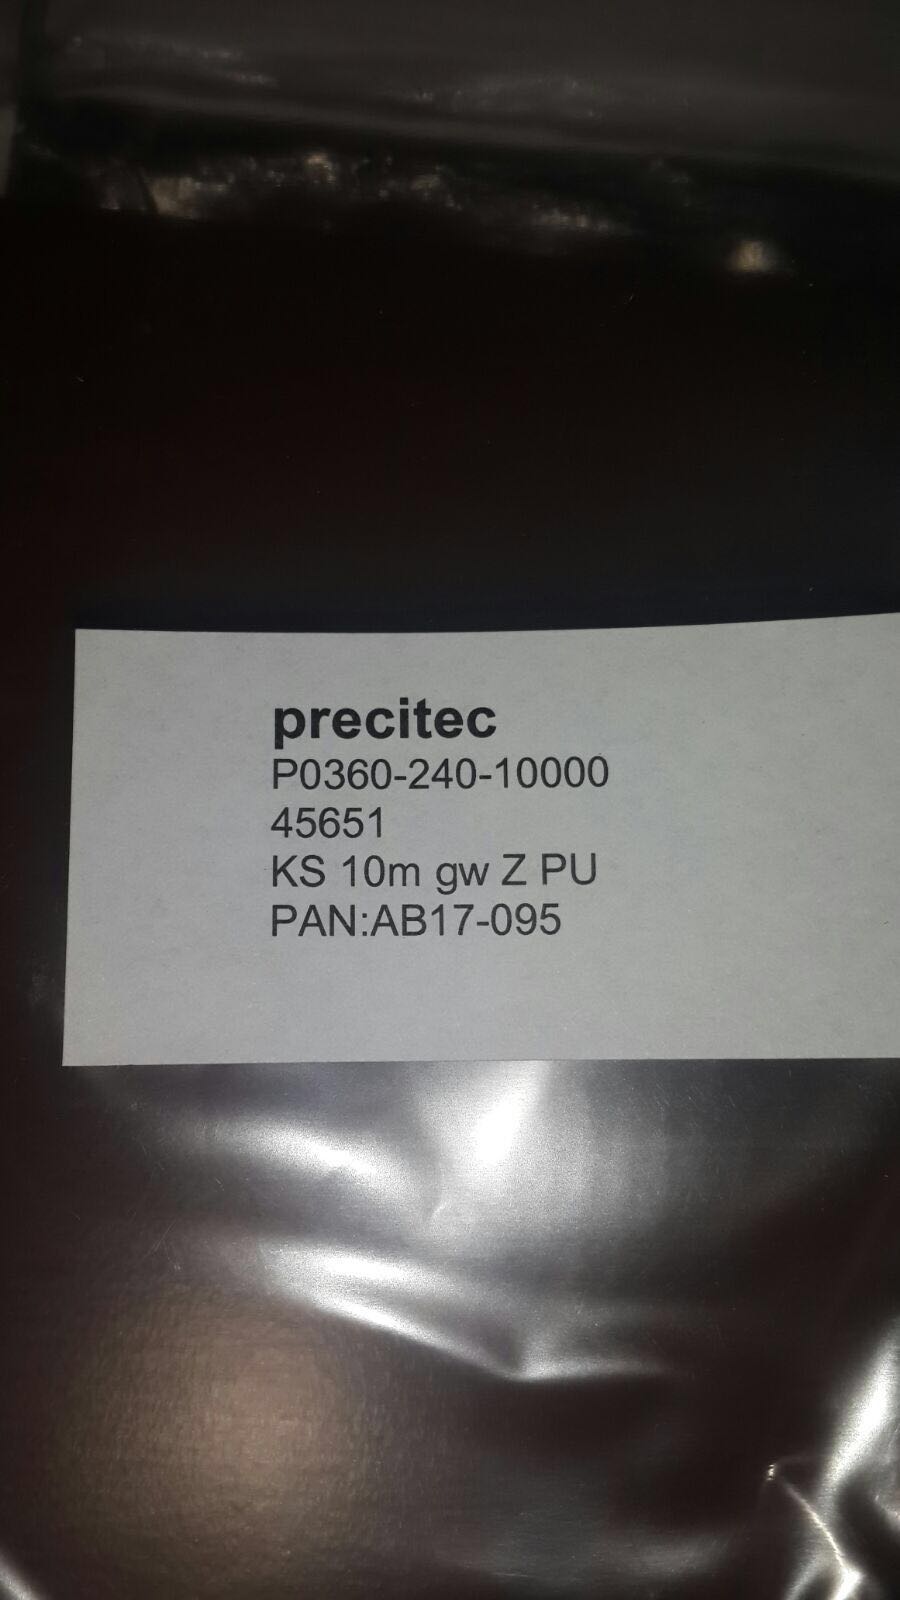 precitec
P0360-240-10000
45651
KS 10m gw Z PU
PAN:AB17-095